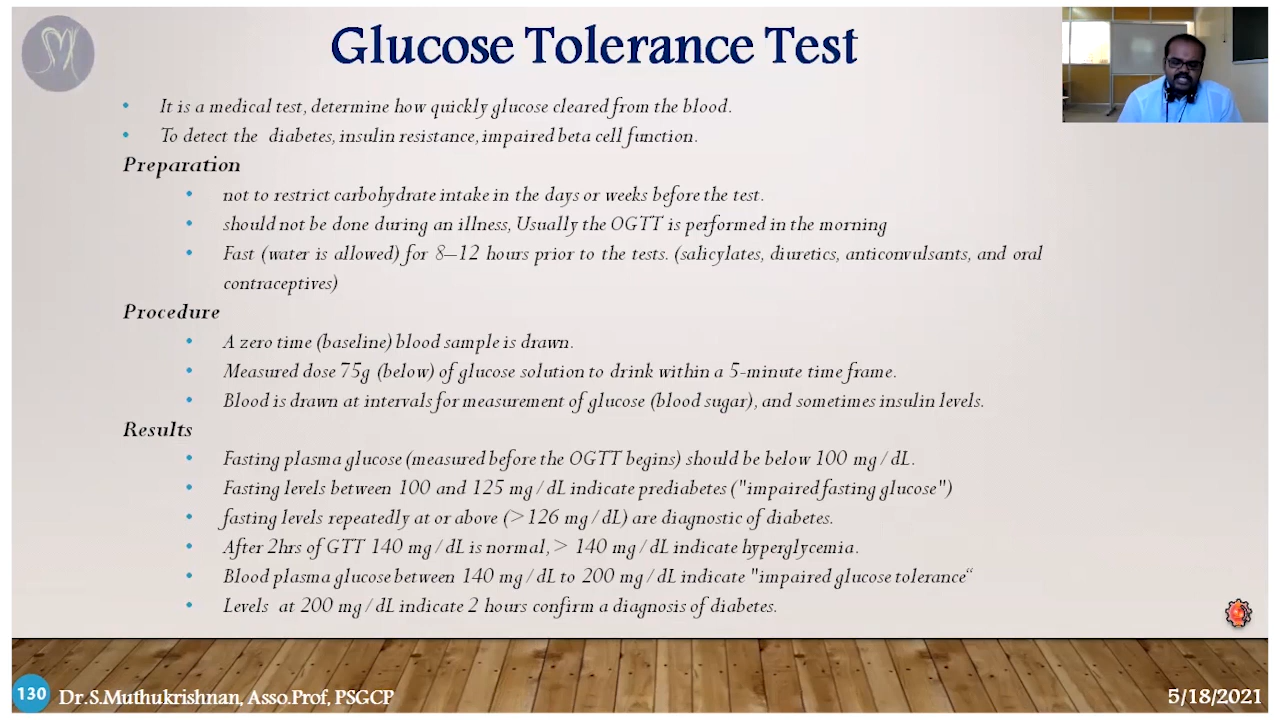 Glucose Tolerance Test
It is a medical test, determine how quickly glucose cleared from the blood.
To detect the diabetes, insulin resistance, impaired beta cell function.
Preparation
not to restrict carbohydrate intake in the days or weeks before the test.
should not be done during an illness, Usually the OGTT is performed in the morning
Fast (water is allowed) for 8–12 hours prior to the tests. (salicylates, diuretics, anticonvulsants, and oral
contraceptives)
Procedure
A zero time (baseline) blood sample is drawn.
Measured dose 75g (below) of glucose solution to drink within a 5-minute time frame.
Blood is drawn at intervals for measurement of glucose (blood sugar), and sometimes insulin levels.
Results
Fasting plasma glucose (measured before the OGTT begins) should be below 100 mg/dL.
Fasting levels between 100 and 125 mg/dL indicate prediabetes ("impaired fasting glucose")
fasting levels repeatedly at or above (>126 mg/dL) are diagnostic of diabetes.
After 2hrs of GTT 140 mg/dL is normal, > 140 mg/dL indicate hyperglycemia.
Blood plasma glucose between 140 mg/dL to 200 mg/dL indicate "impaired glucose tolerance“
Levels at 200 mg/dL indicate 2 hours confirm a diagnosis of diabetes.
130 Dr.S.Muthukrishnan, Asso.Prof, PSGCP 5/18/2021